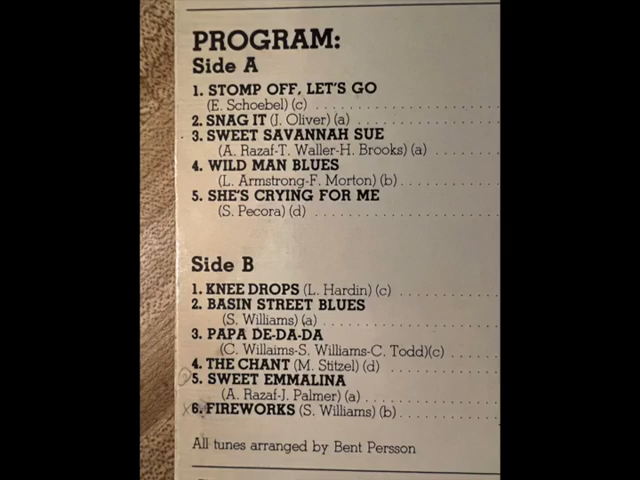 PROGRAM:
Side A
1. STOMP OFF, LET'S GO
(E. Schoebel) (c)
2. SNAG IT (J. Oliver) (a)
3. SWEET SAVANNAH SUE
(A. Razaf-T. Waller-H. Brooks) (a)
4. WILD MAN BLUES
(L. Armstrong-F. Morton) (b)
5. SHE'S CRYING FOR ME
(S. Pecora) (d)
Side B
1. KNEE DROPS (L. Hardin) (c)
2. BASIN STREET BLUES
(S. Williams) (a)
3. PAPA DE-DA-DA
(C. Willaims-S. Williams-C. Todd)(c)
4. THE CHANT (M. Stitzel) (d)
5. SWEET EMMALINA
(A. Razaf-J. Palmer) (a)
6. FIREWORKS (S. Williams) (b)
All tunes arranged by Bent Persson